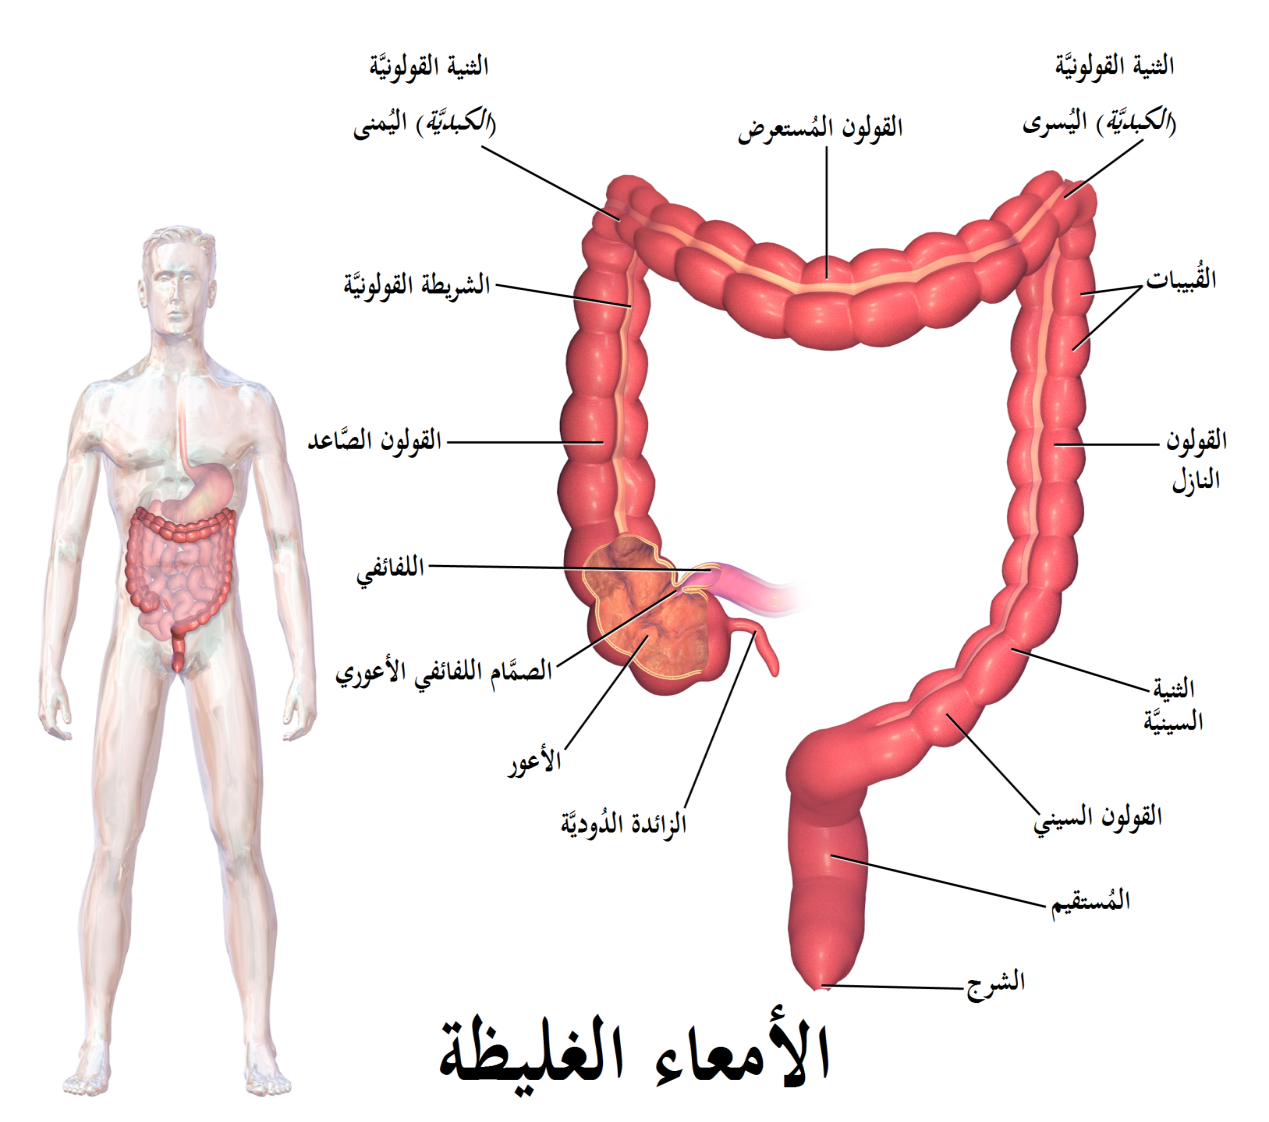 الثنية القولونيَّة
(الكبديَّة) اليُسرى
القولون المُستعرض
الثنية القولونيَّة
(الكبديَّة) اليُمنى
القُبيبات
الشريطة القولونيَّة
القولون
النازل
القولون الصَّاعد
اللفائفي
الصمَّام اللفائفي الأعوري
الثنية
السينيَّة
الأعور
القولون السيني
الزائدة الدُوديَّة
المُستقيم
الشرج
الأمعاء الغليظة